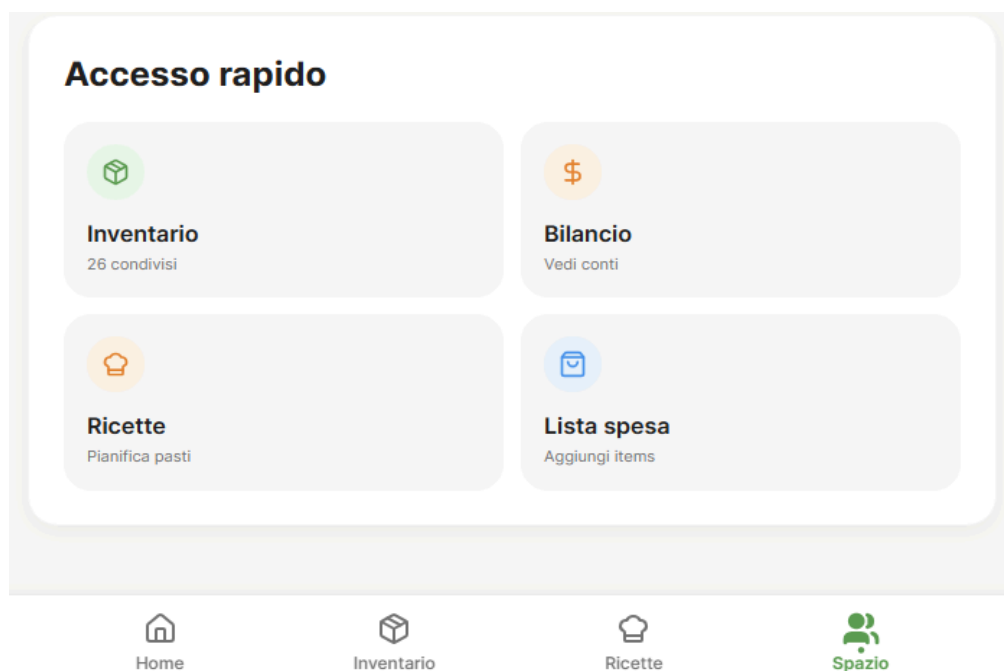 Accesso rapido
Inventario
26 condivisi
Bilancio
Vedi conti
Ricette
Pianifica pasti
Lista spesa
Aggiungi items
Home
Inventario
Ricette
Spazio